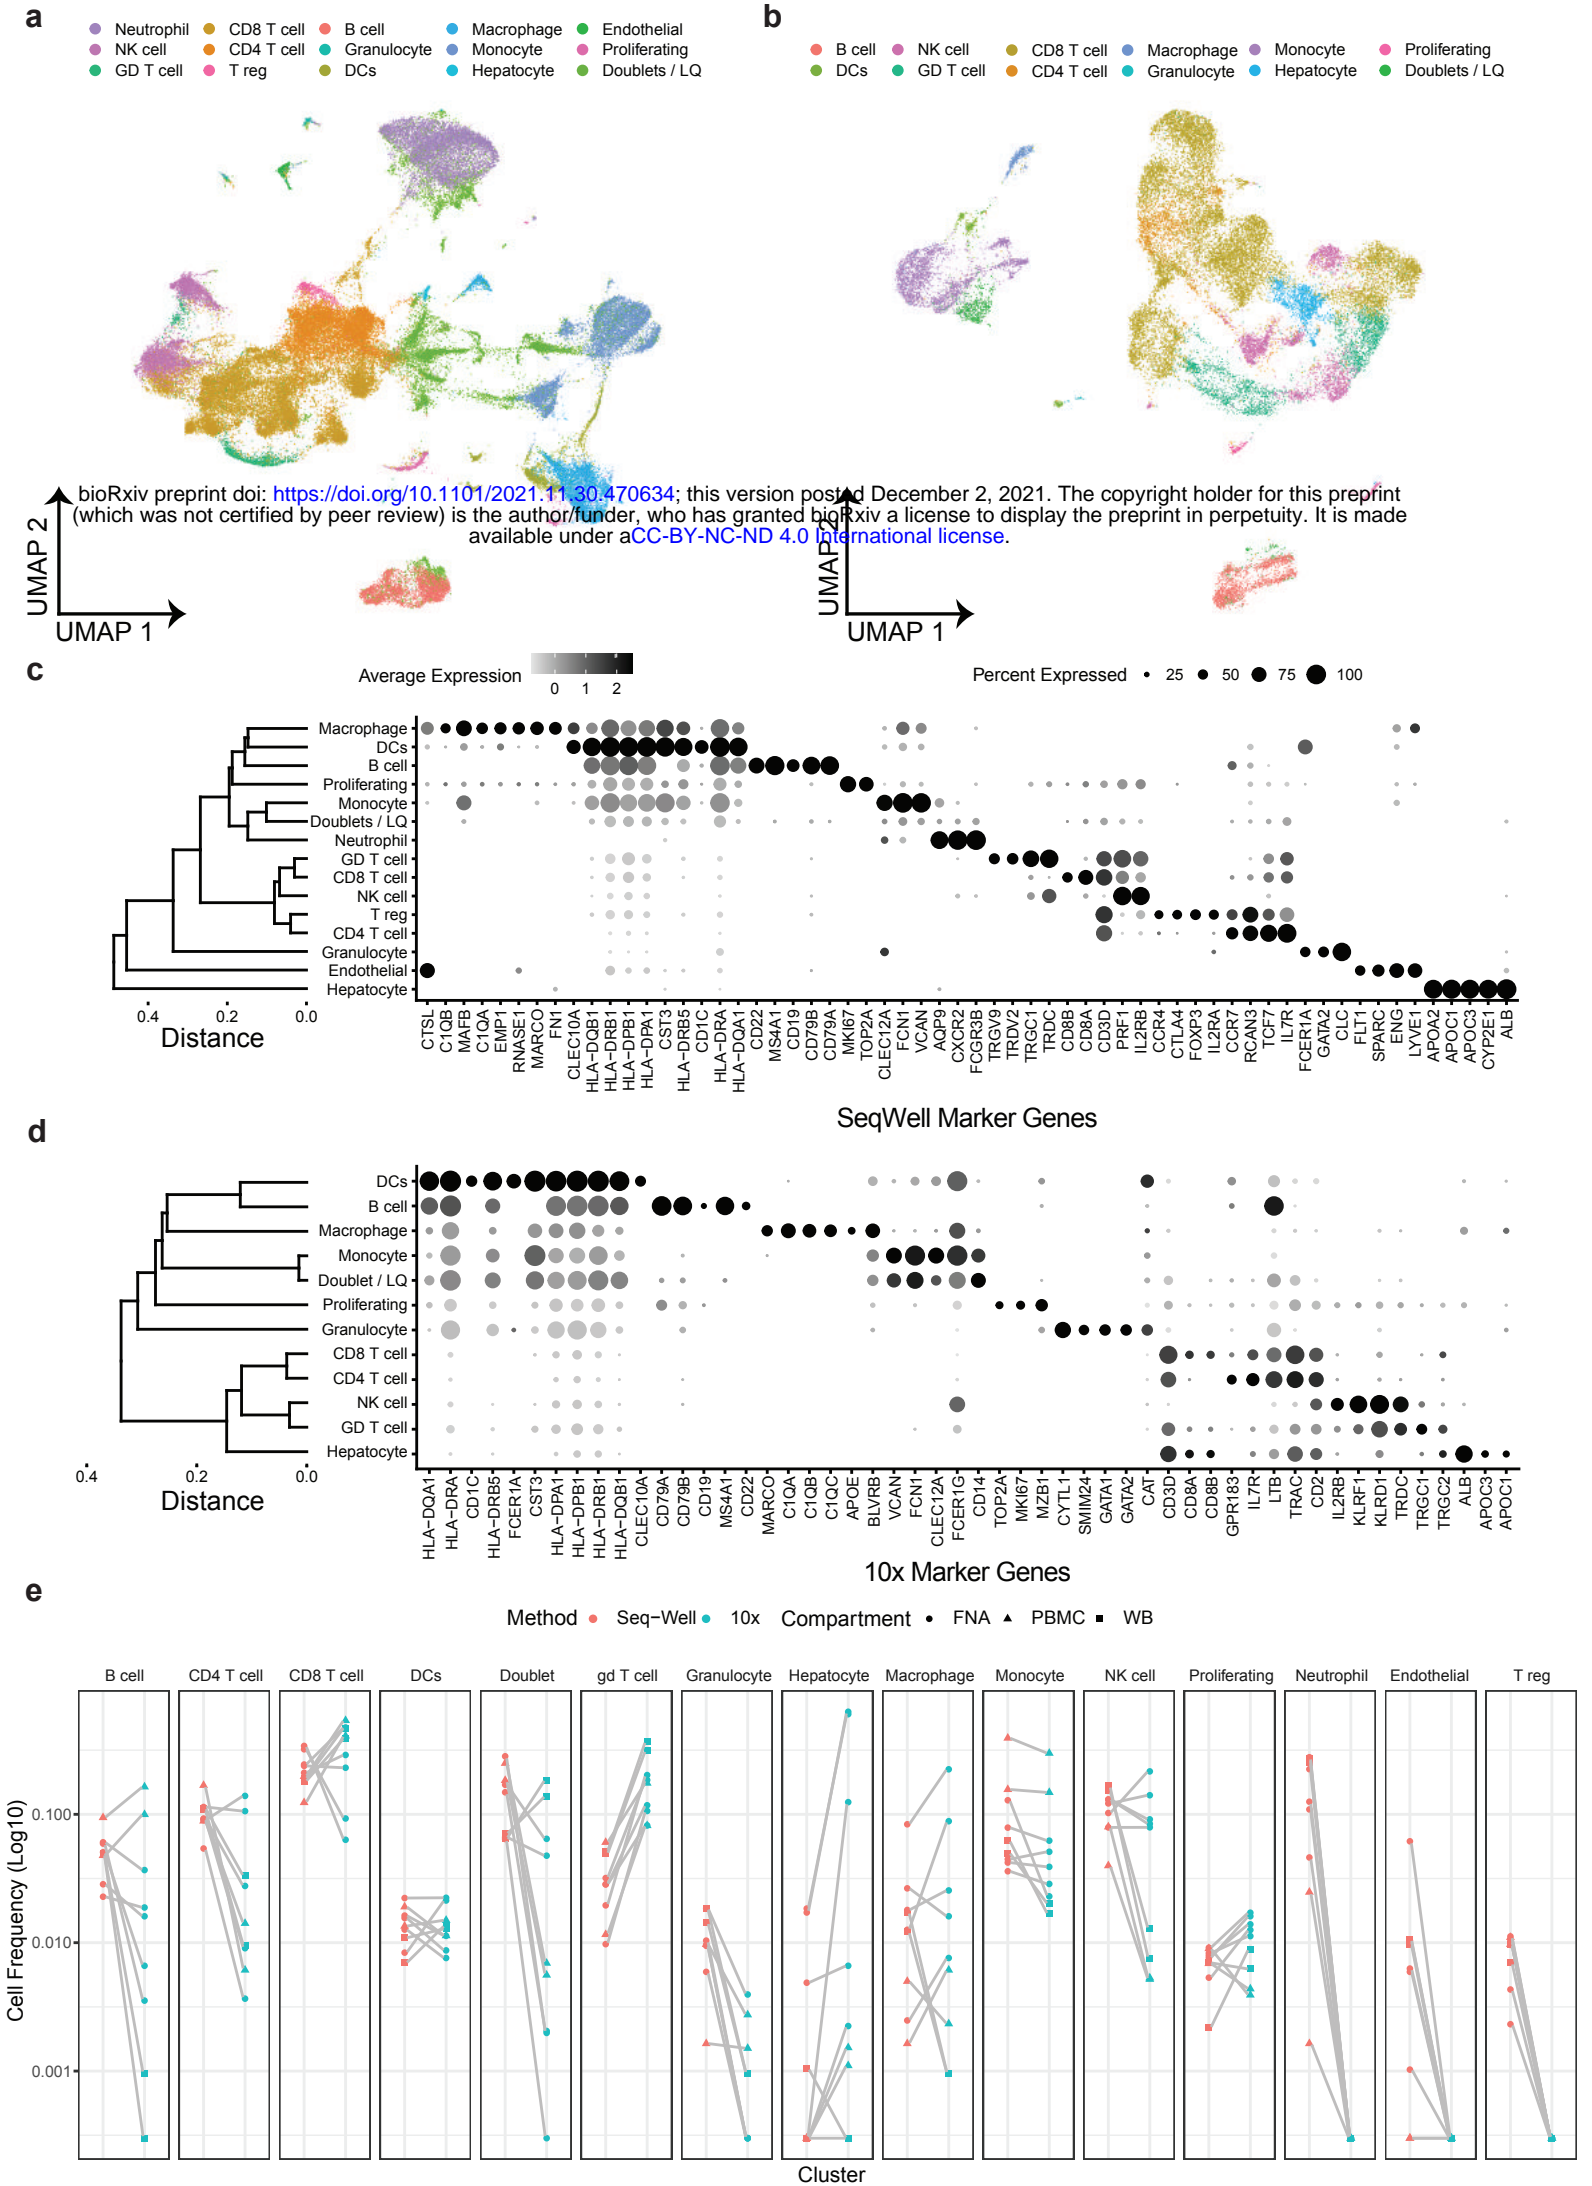 a
Neutrophil CD8 T cell B cell Macrophage Endothelial
NK cell CD4 T cell Granulocyte Monocyte Proliferating
GD T cell T reg DCs Hepatocyte Doublets / LQ
b
B cell NK cell CD8 T cell Macrophage Monocyte Proliferating
DCs GD T cell CD4 T cell Granulocyte Hepatocyte Doublets / LQ
bioRxiv preprint doi: https://doi.org/10.1101/2021.11.30.470634; this version posted December 2, 2021. The copyright holder for this preprint
(which was not certified by peer review) is the author/funder, who has granted bioRxiv a license to display the preprint in perpetuity. It is made
available under aCC-BY-NC-ND 4.0 International license.
UMAP 2
UMAP 1
UMAP 2
UMAP 1
c
Average Expression
0 1 2
Percent Expressed 25 50 75 100
Macrophage
DCs
B cell
Proliferating
Monocyte
Doublets / LQ
Neutrophil
GD T cell
CD8 T cell
NK cell
T reg
CD4 T cell
Granulocyte
Endothelial
Hepatocyte
0.4 0.2 0.0
Distance
CTSL C1QB MAFB C1QA EMP1 RNASE1 MARCO FN1 CLEC10A HLA−DQB1 HLA−DRB1 HLA−DPB1 HLA−DPA1 CST3 HLA−DRB5 CD1C HLA−DRA HLA−DQA1 CD22 MS4A1 CD19 CD79B CD79A MKI67 TOP2A CLEC12A FCN1 VCAN AQP9 CXCR2 FCGR3B TRGV9 TRDV2 TRGC1 TRDC CD8B CD8A CD3D PRF1 IL2RB CCR4 CTLA4 FOXP3 IL2RA CCR7 RCAN3 TCF7 IL7R FCER1A GATA2 CLC FLT1 SPARC ENG LYVE1 APOA2 APOC1 APOC3 CYP2E1 ALB
SeqWell Marker Genes
d
DCs
B cell
Macrophage
Monocyte
Doublet / LQ
Proliferating
Granulocyte
CD8 T cell
CD4 T cell
NK cell
GD T cell
Hepatocyte
0.4 0.2 0.0
Distance
HLA−DQA1 HLA−DRA CD1C HLA−DRB5 FCER1A CST3 HLA−DPA1 HLA−DPB1 HLA−DRB1 HLA−DQB1 CLEC10A CD79A CD79B CD19 MS4A1 CD22 MARCO C1QA C1QB C1QC APOE BLVRB VCAN FCN1 CLEC12A FCER1G CD14 TOP2A MKI67 MZB1 CYTL1 SMIM24 GATA1 GATA2 CAT CD3D CD8A CD8B GPR183 IL7R LTB TRAC CD2 IL2RB KLRF1 KLRD1 TRDC TRGC1 TRGC2 ALB APOC3 APOC1
10x Marker Genes
e
Method Seq−Well 10x Compartment FNA PBMC WB
B cell CD4 T cell CD8 T cell DCs Doublet gd T cell Granulocyte Hepatocyte Macrophage Monocyte NK cell Proliferating Neutrophil Endothelial T reg
Cell Frequency (Log10)
0.100
0.010
0.001
Cluster